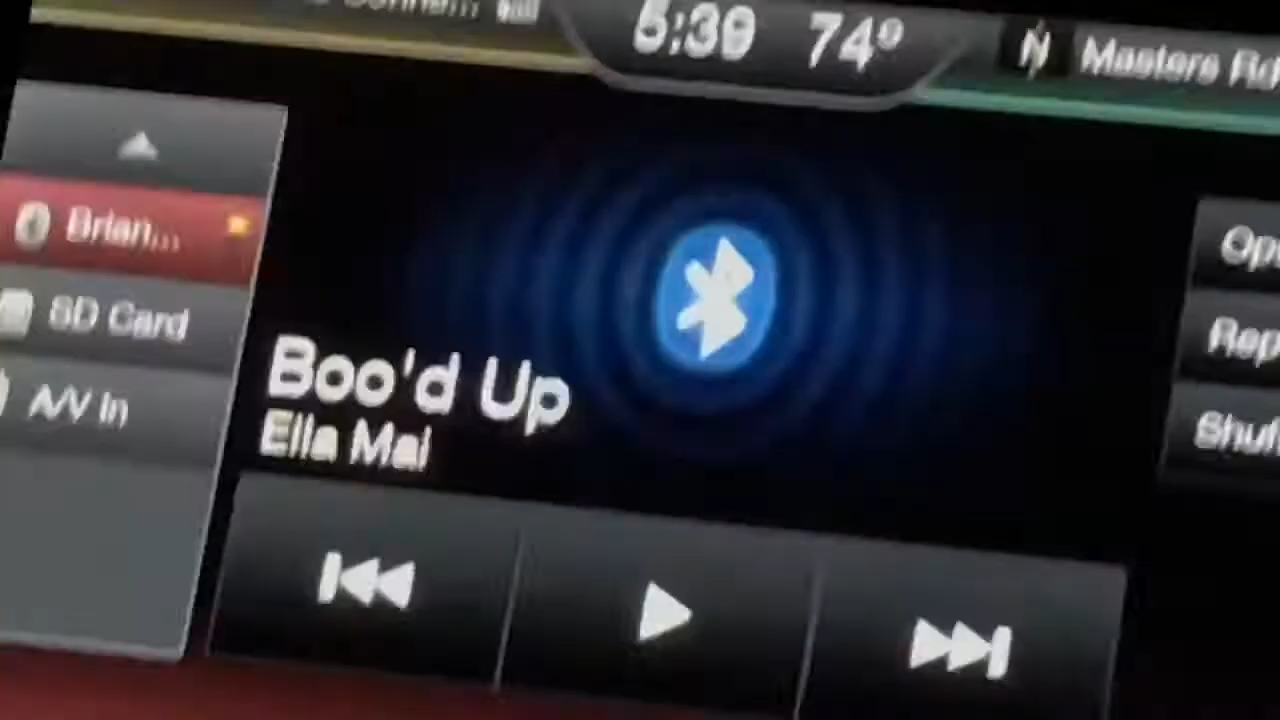 5:39 74°
N Masters Rd
Brian...
SD Card
A/V In
Boo'd Up
Ella Mai